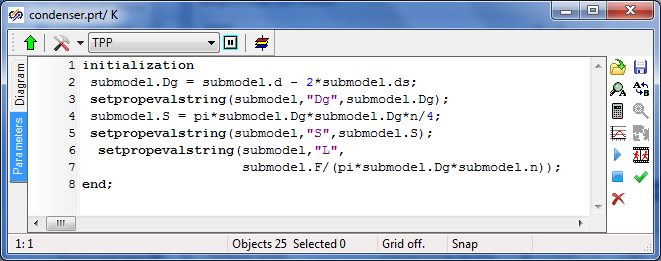 condenser.prt/ K
TPP
Diagram
Parameters
1 initialization
2 submodel.Dg = submodel.d - 2*submodel.ds;
3 setpropevalstring(submodel,"Dg",submodel.Dg);
4 submodel.S = pi*submodel.Dg*submodel.Dg*n/4;
5 setpropevalstring(submodel,"S",submodel.S);
6 setpropevalstring(submodel,"L",
7 submodel.F/(pi*submodel.Dg*submodel.n));
8 end;
1: 1 Objects 25 Selected 0 Grid off. Snap